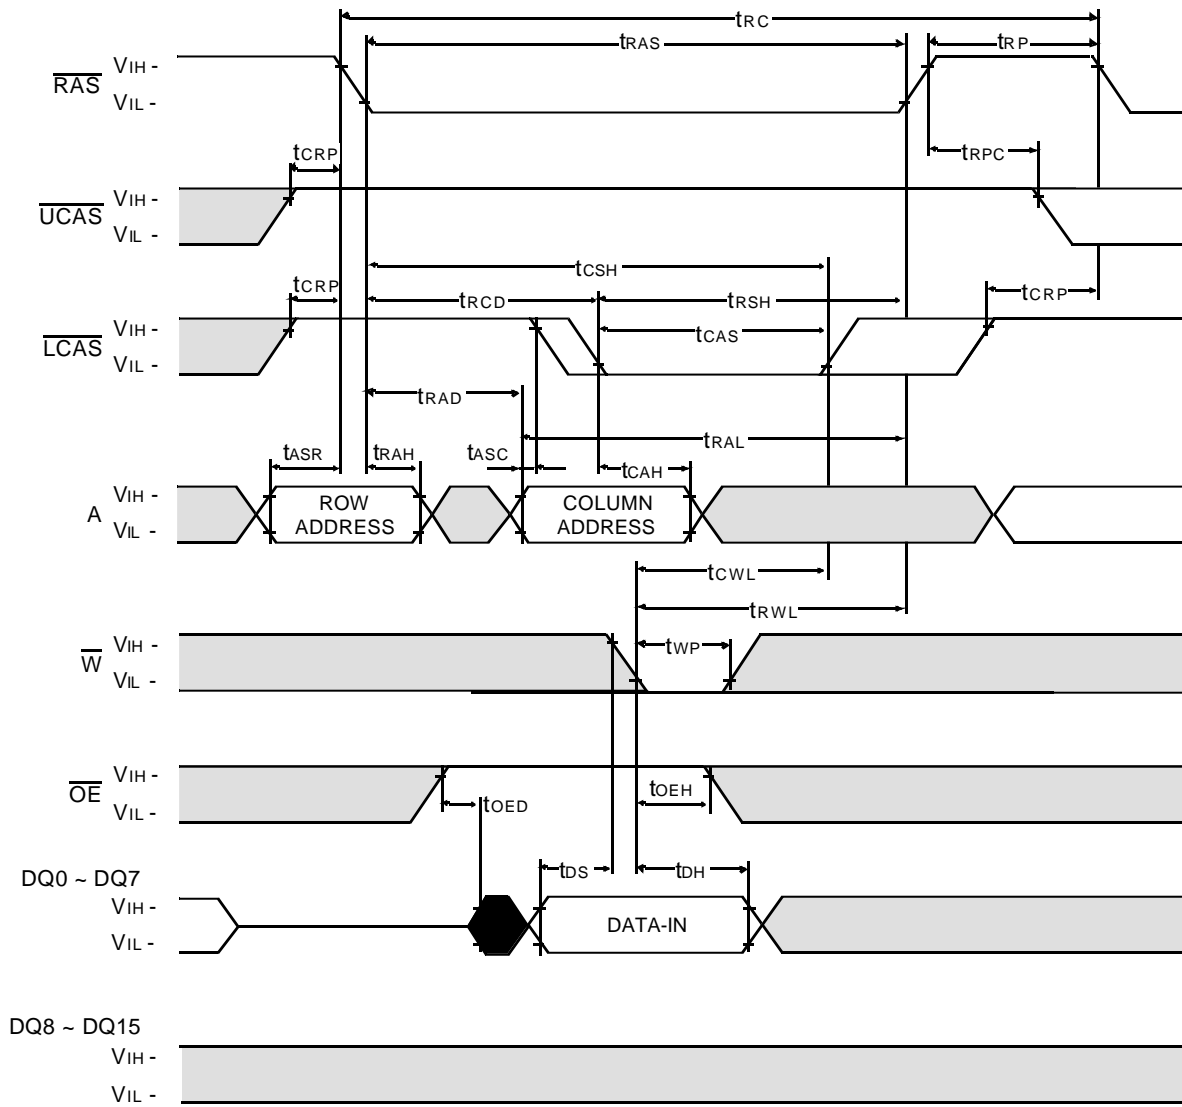 tRC
tRAS
tRP
RAS
VIH -
VIL -
tCRP
tRPC
UCAS
VIH -
VIL -
tCSH
tCRP
tRCD
tRSH
tCRP
LCAS
VIH -
VIL -
tCAS
tRAD
tRAL
tASR
tRAH
tASC
tCAH
A
VIH -
VIL -
ROW
ADDRESS
COLUMN
ADDRESS
tCWL
tRWL
W
VIH -
VIL -
tWP
OE
VIH -
VIL -
tOED
tOEH
DQ0 ~ DQ7
VIH -
VIL -
tDS
tDH
DATA-IN
DQ8 ~ DQ15
VIH -
VIL -